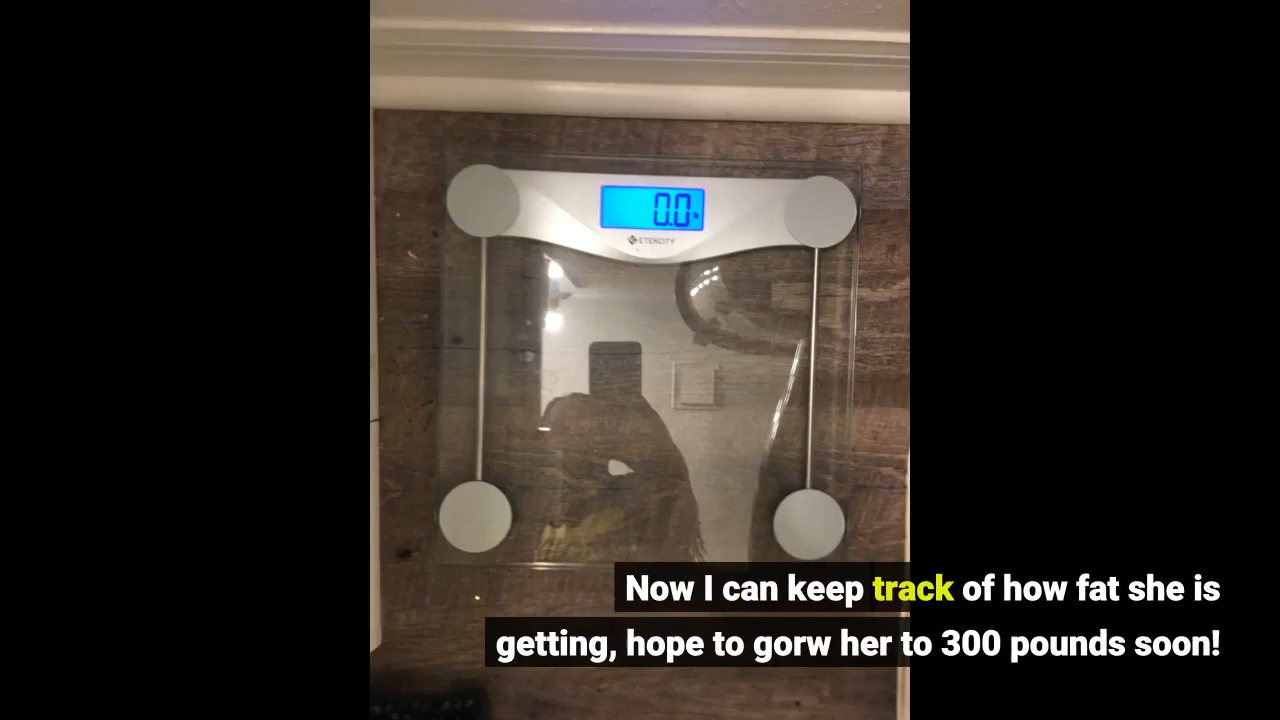 0.0
ETEKCITY
Now I can keep track of how fat she is
getting, hope to gorw her to 300 pounds soon!